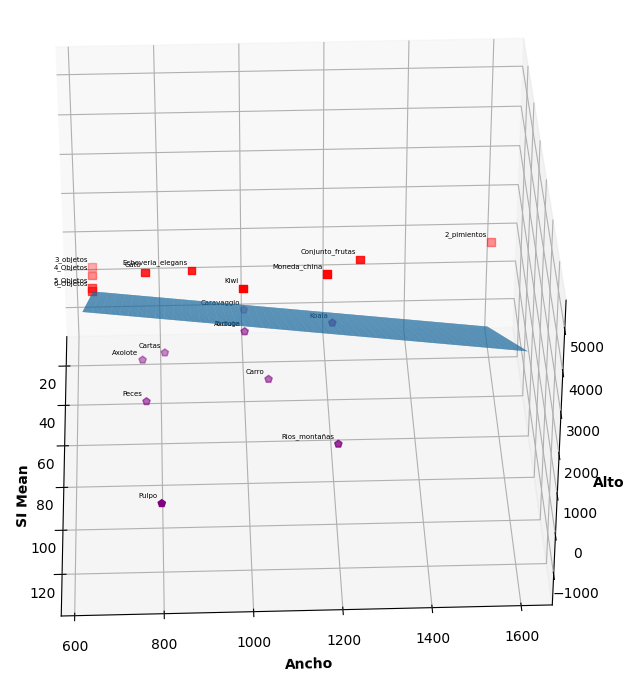 2_pimientos
Conjunto_frutas
3_objetos
Echeveria_elegans
4_Objetos
Moneda_china
5_Objetos
Kiwi
Caravaggio
Koala
Cartas
Axolote
Carro
Peces
Rios_montañas
Pulpo
20
40
60
80
100
120
SI Mean
600
800
1000
1200
1400
1600
Ancho
5000
4000
3000
2000
1000
0
−1000
Alto